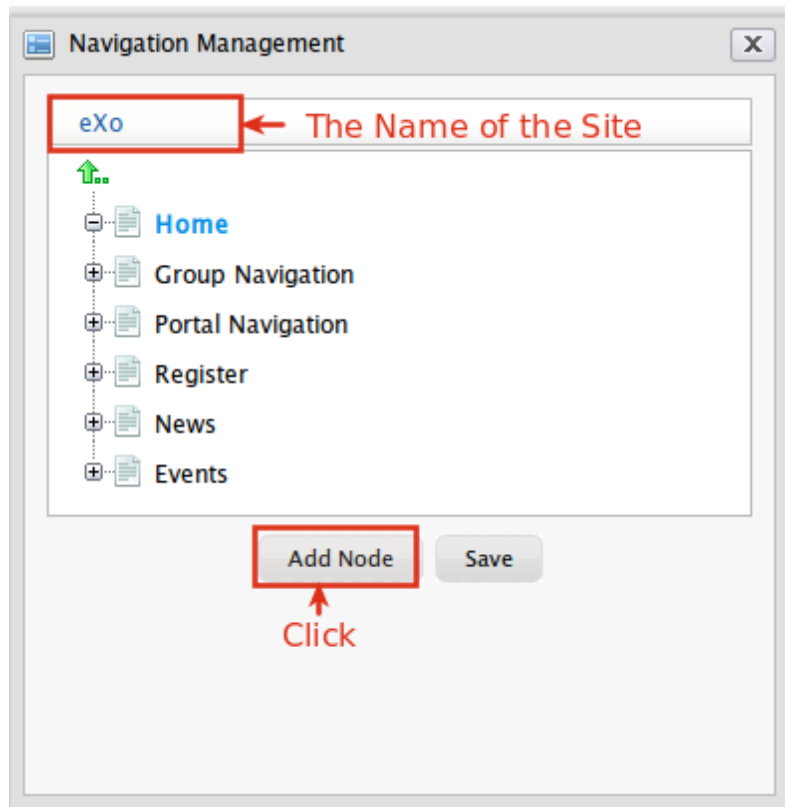 Navigation Management
X
eXo
The Name of the Site
Home
Group Navigation
Portal Navigation
Register
News
Events
Add Node
Save
Click